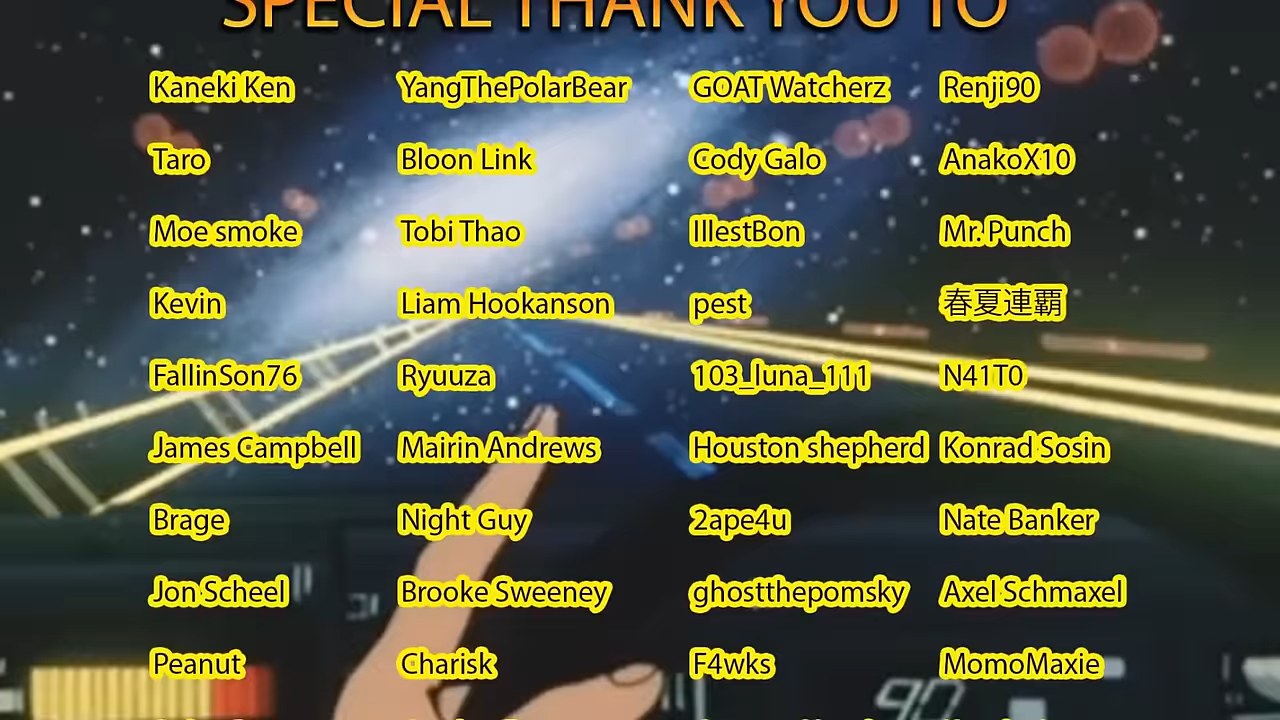 SPECIAL THANK YOU TO
Kaneki Ken YangThePolarBear GOAT Watcherz Renji90
Taro Bloon Link Cody Galo AnakoX10
Moe smoke Tobi Thao IllestBon Mr.Punch
Kevin Liam Hookanson pest 春夏連覇
FallinSon76 Ryuuza 103_luna_111 N41T0
James Campbell Mairin Andrews Houston shepherd Konrad Sosin
Brage Night Guy 2ape4u Nate Banker
Jon Scheel Brooke Sweeney ghostthepomsky Axel Schmaxel
Peanut Charisk F4wks MomoMaxie
90